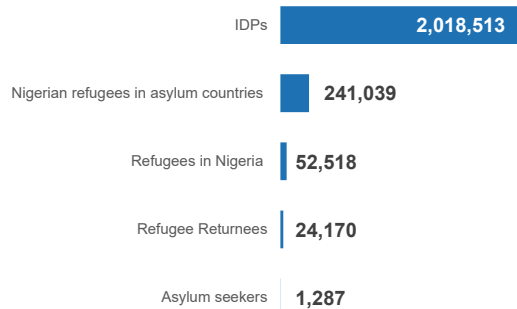 IDPs 2,018,513
Nigerian refugees in asylum countries 241,039
Refugees in Nigeria 52,518
Refugee Returnees 24,170
Asylum seekers 1,287